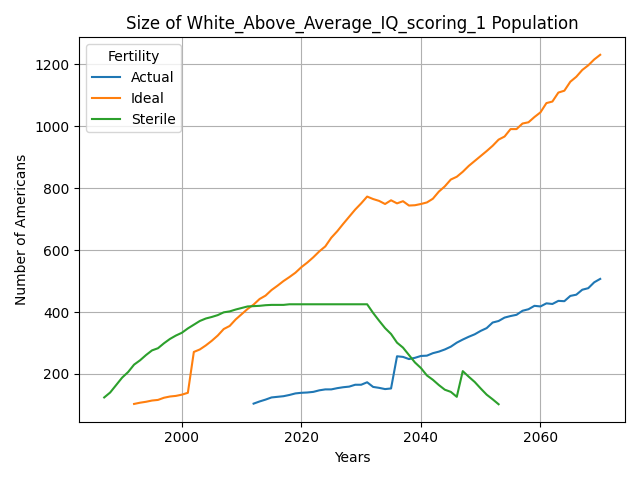 Size of White_Above_Average_IQ_scoring_1 Population
Fertility
Actual
Ideal
Sterile
Number of Americans
1200
1000
800
600
400
200
2000
2020
2040
2060
Years